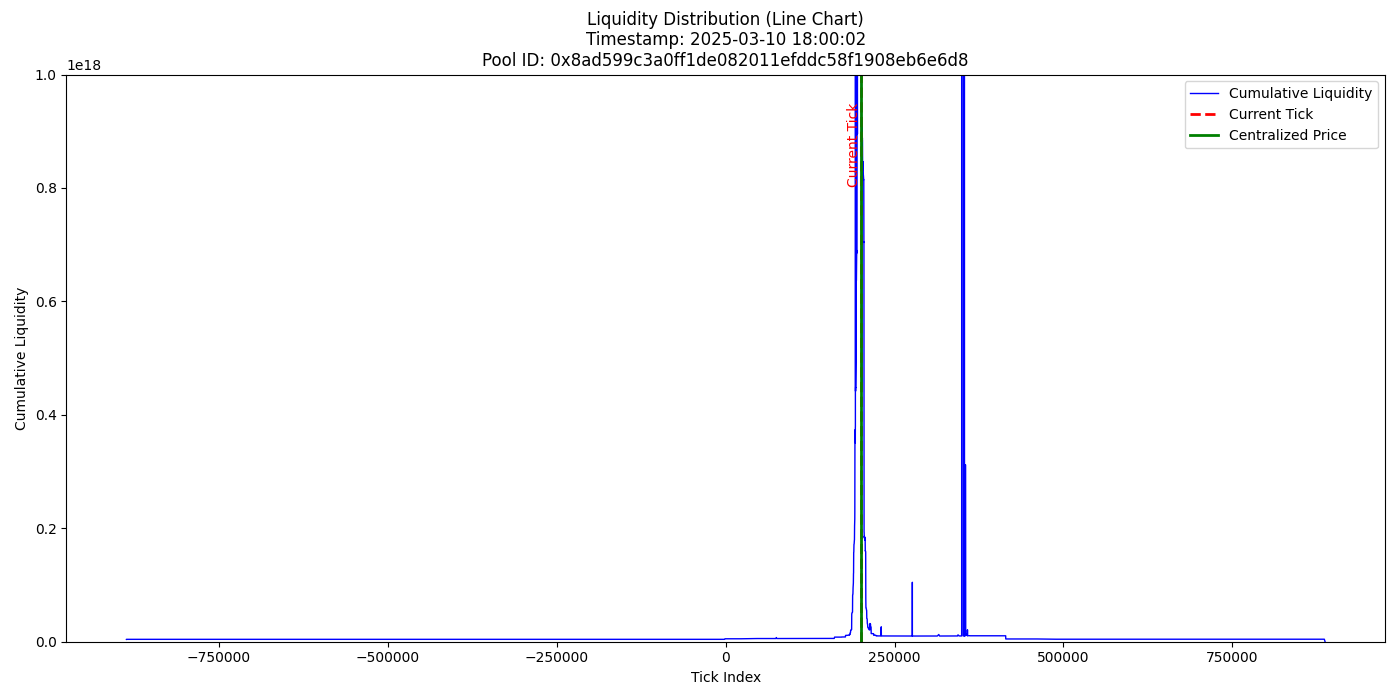 Liquidity Distribution (Line Chart)
Timestamp: 2025-03-10 18:00:02
Pool ID: 0x8ad599c3a0ff1de082011efddc58f1908eb6e6d8
1e18
1.0
0.8
0.6
0.4
0.2
0.0
Cumulative Liquidity
Current Tick
Cumulative Liquidity
Current Tick
Centralized Price
−750000
−500000
−250000
0
250000
500000
750000
Tick Index